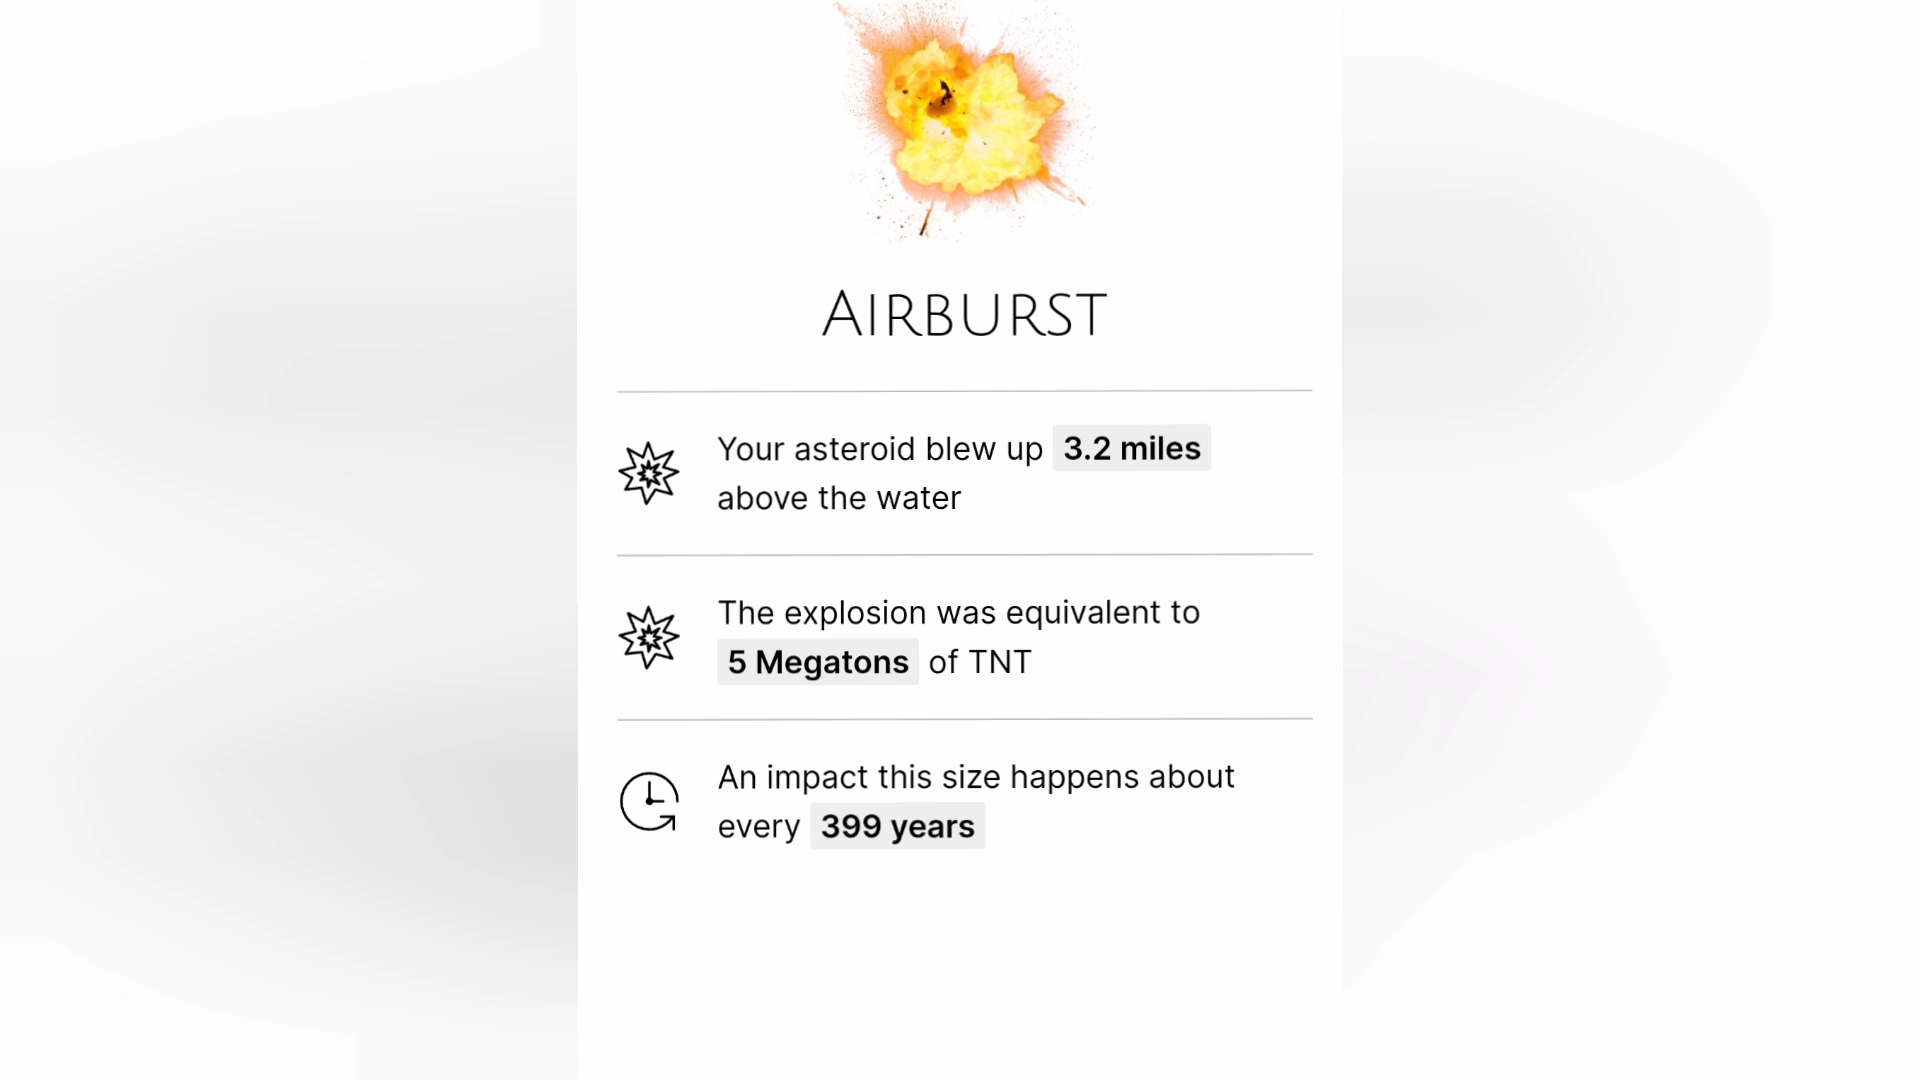 AIRBURST
Your asteroid blew up 3.2 miles
above the water
The explosion was equivalent to
5 Megatons of TNT
An impact this size happens about
every 399 years